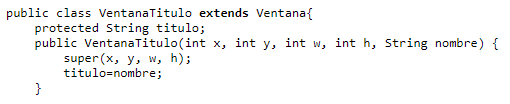 public class VentanaTitulo extends Ventana{
    protected String titulo;
    public VentanaTitulo(int x, int y, int w, int h, String nombre) {
        super(x, y, w, h);
        titulo=nombre;
    }